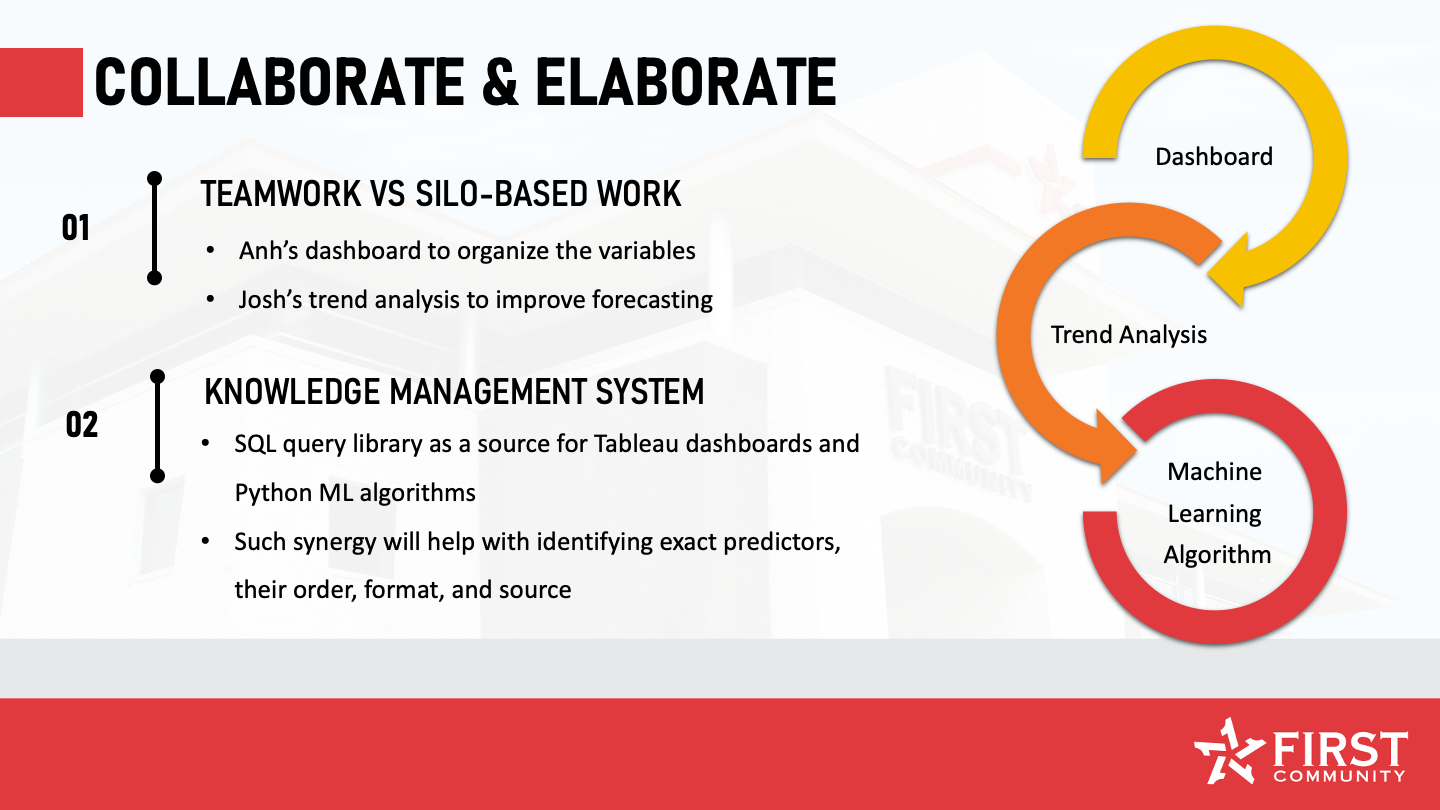 COLLABORATE & ELABORATE
01
TEAMWORK VS SILO-BASED WORK
• Anh’s dashboard to organize the variables
• Josh’s trend analysis to improve forecasting
02
KNOWLEDGE MANAGEMENT SYSTEM
• SQL query library as a source for Tableau dashboards and
Python ML algorithms
• Such synergy will help with identifying exact predictors,
their order, format, and source
Dashboard
Trend Analysis
Machine
Learning
Algorithm
FIRST
COMMUNITY
FIRST
COMMUNITY